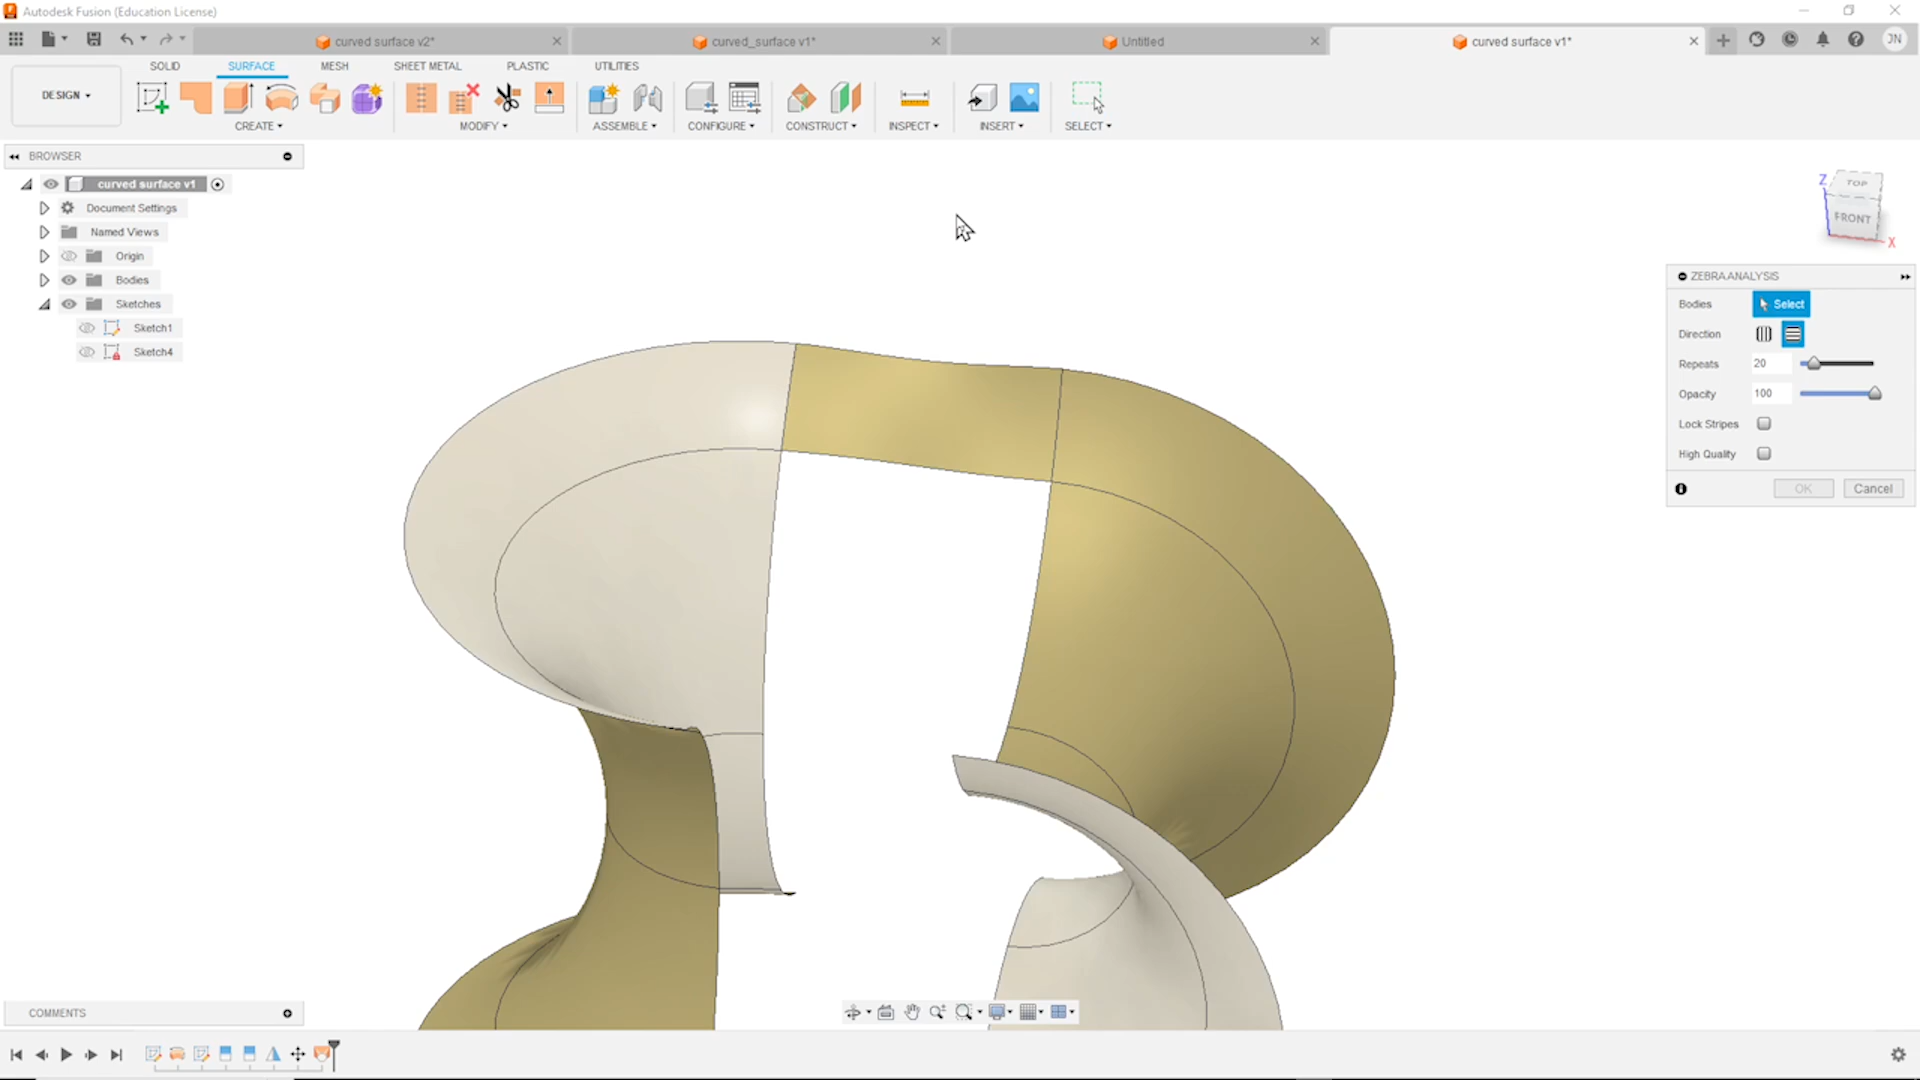 Autodesk Fusion (Education License)
curved surface v2*
curved_surface v1*
Untitled
curved surface v1*
JN
DESIGN
SOLID
SURFACE
MESH
SHEET METAL
PLASTIC
UTILITIES
CREATE
MODIFY
ASSEMBLE
CONFIGURE
CONSTRUCT
INSPECT
INSERT
SELECT
BROWSER
curved surface v1
Document Settings
Named Views
Origin
Bodies
Sketches
Sketch1
Sketch4
Z
TOP
FRONT
X
ZEBRA ANALYSIS
Bodies Select
Direction
Repeats 20
Opacity 100
Lock Stripes
High Quality
OK Cancel
COMMENTS